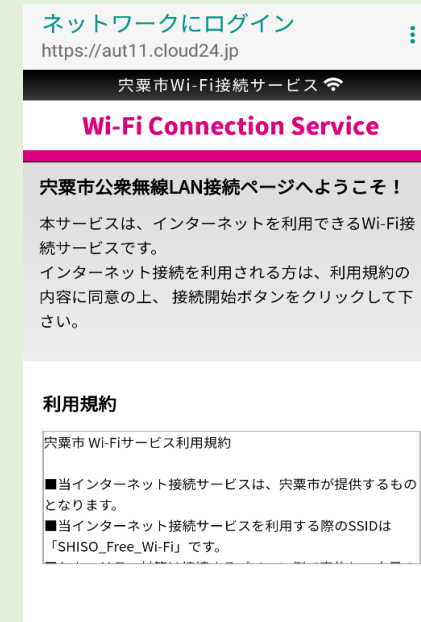 ネットワークにログイン
https://aut11.cloud24.jp
宍粟市Wi-Fi接続サービス
Wi-Fi Connection Service
宍粟市公衆無線LAN接続ページへようこそ！
本サービスは、インターネットを利用できるWi-Fi接
続サービスです。
インターネット接続を利用される方は、利用規約の
内容に同意の上、 接続開始ボタンをクリックして下
さい。
利用規約
宍粟市 Wi-Fiサービス利用規約
■当インターネット接続サービスは、宍粟市が提供するもの
となります。
■当インターネット接続サービスを利用する際のSSIDは
「SHISO_Free_Wi-Fi」です。